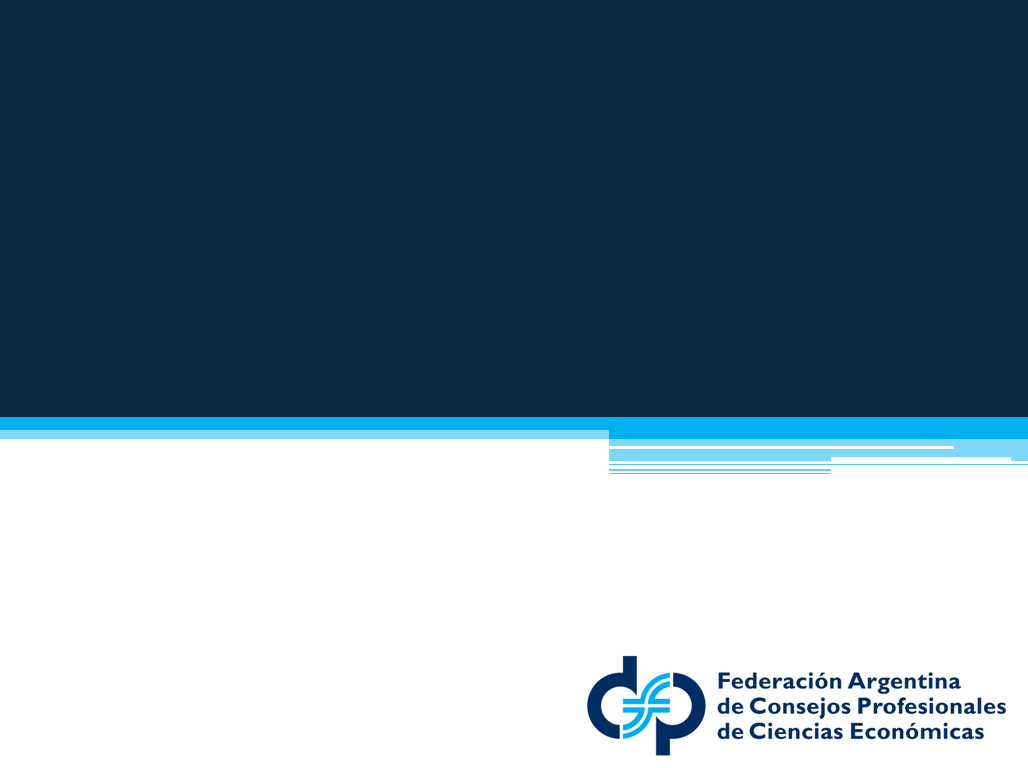 Federación Argentina
de Consejos Profesionales
de Ciencias Económicas